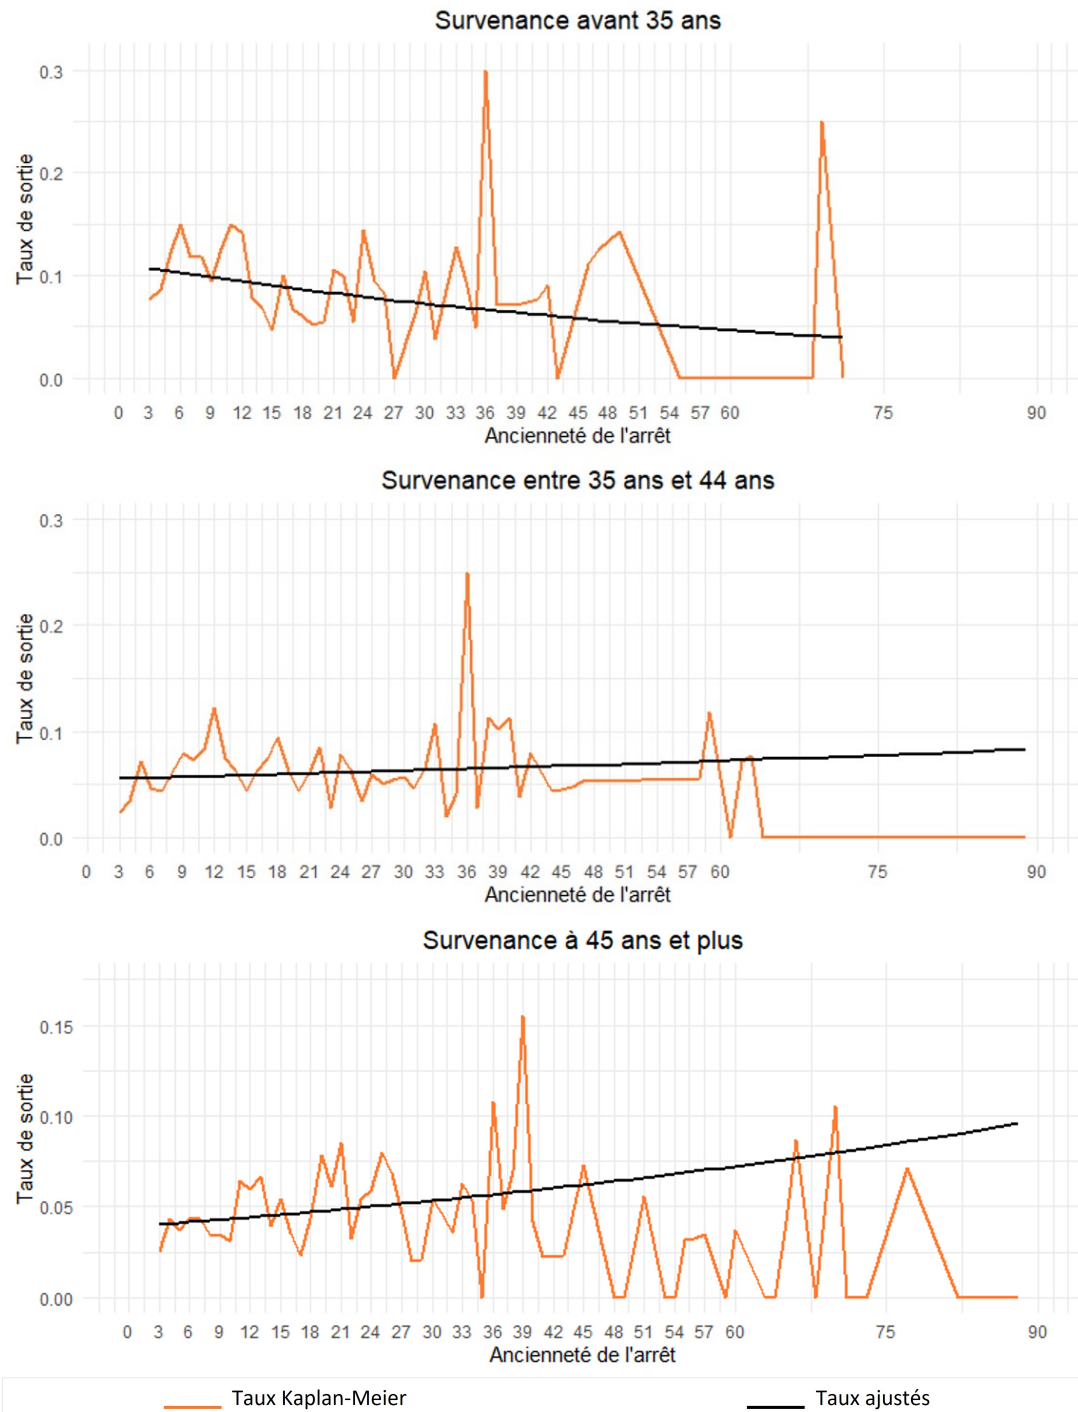 Survenance avant 35 ans
Taux de sortie
0.3
0.2
0.1
0.0
0 3 6 9 12 15 18 21 24 27 30 33 36 39 42 45 48 51 54 57 60 75 90
Ancienneté de l'arrêt
Survenance entre 35 ans et 44 ans
Taux de sortie
0.3
0.2
0.1
0.0
0 3 6 9 12 15 18 21 24 27 30 33 36 39 42 45 48 51 54 57 60 75 90
Ancienneté de l'arrêt
Survenance à 45 ans et plus
Taux de sortie
0.15
0.10
0.05
0.00
0 3 6 9 12 15 18 21 24 27 30 33 36 39 42 45 48 51 54 57 60 75 90
Ancienneté de l'arrêt
Taux Kaplan-Meier Taux ajustés